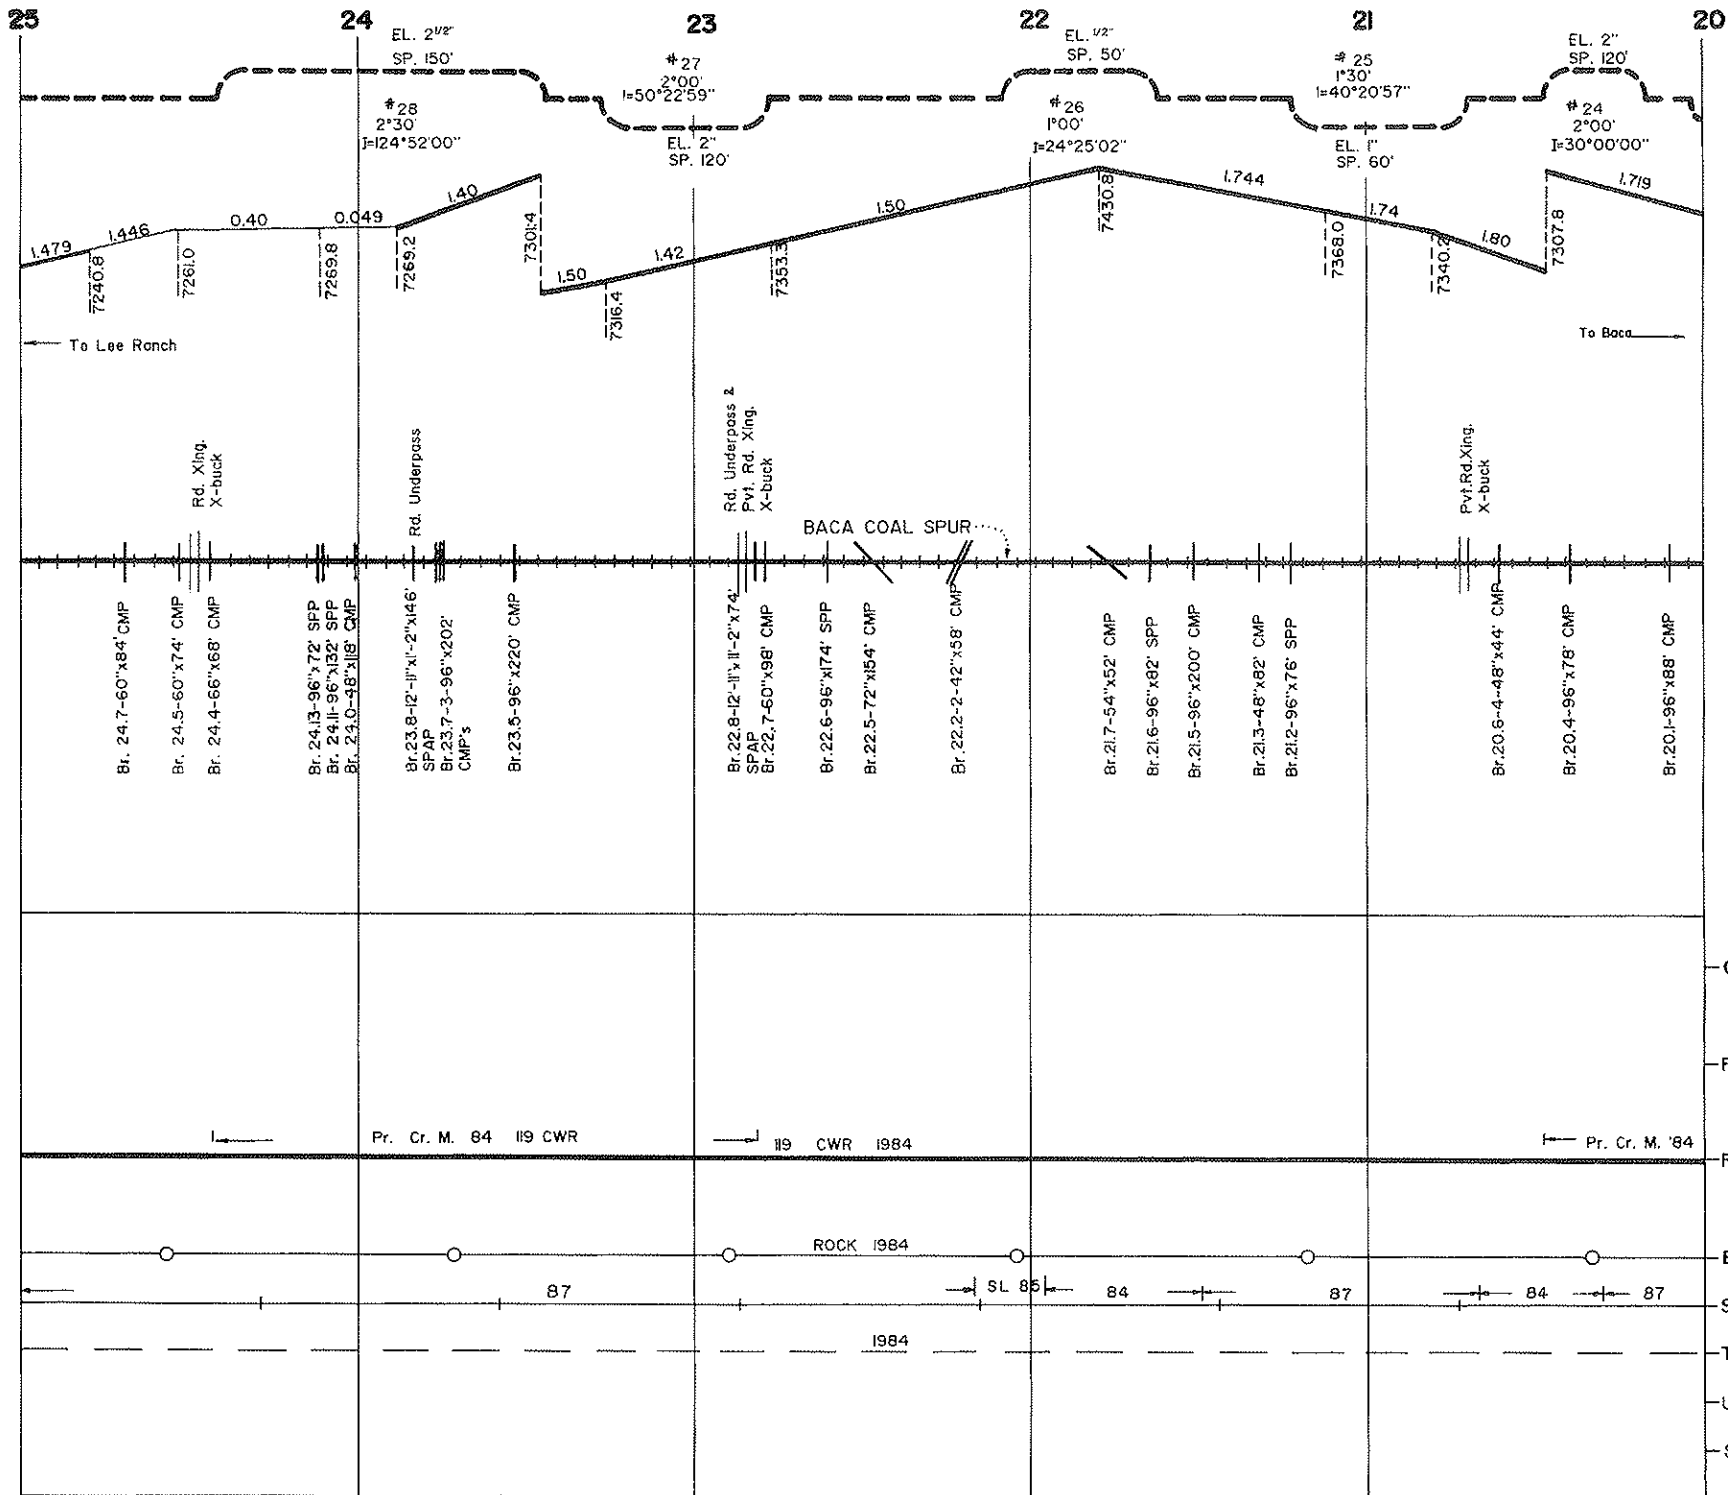 25 24 23 22 21 20
EL. 2 1/2"
SP. 150'
#28
2°30'
I=124°52'00"
#27
2°00'
I=50°22'59"
EL. 2"
SP. 120'
EL. 1/2"
SP. 50'
#26
1°00'
I=24°25'02"
#25
1°30'
I=40°20'57"
EL. 1"
SP. 60'
EL. 2"
SP. 120'
#24
2°00'
I=30°00'00"
1.479
1.446
0.40
0.049
1.40
1.50
1.42
1.50
1.744
1.74
1.80
1.719
7240.8
7261.0
7269.8
7269.2
7301.4
7316.4
7353.3
7430.8
7368.0
7340.2
7307.8
To Lee Ranch
To Baca
Rd. Xing.
X-buck
Rd. Underpass
Rd. Underpass &
Pvt. Rd. Xing.
X-buck
BACA COAL SPUR
Pvt.Rd.Xing.
X-buck
Br. 24.7-60"x84' CMP
Br. 24.5-60"x74' CMP
Br. 24.4-66"x68' CMP
Br. 24.13-96"x72' SPP
Br. 24.11-96"x132' SPP
Br. 24.0-48"x118' CMP
Br.23.8-12'-11"x11'-2"x146'
SPAP
Br.23.7-3-96"x202'
CMP's
Br.23.5-96"x220' CMP
Br.22.8-12'-11"x11'-2"x74'
SPAP
Br.22.7-60"x98' CMP
Br.22.6-96"x174' SPP
Br.22.5-72"x154' CMP
Br.22.2-2-42"x58' CMP
Br.21.7-54"x52' CMP
Br.21.6-96"x82' SPP
Br.21.5-96"x200' CMP
Br.21.3-48"x82' CMP
Br.21.2-96"x76' SPP
Br.20.6-4-48"x44' CMP
Br.20.4-96"x78' CMP
Br.20.1-96"x88' CMP
Pr. Cr. M. 84 119 CWR
119 CWR 1984
Pr. Cr. M. '84
ROCK 1984
87
SL 85
84
87
84
87
1984